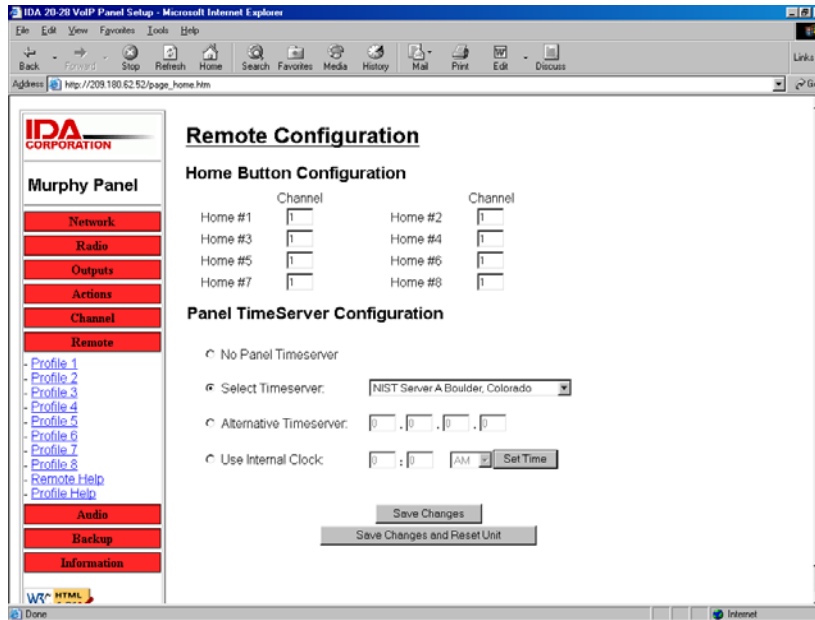 IDA 20-28 VoIP Panel Setup - Microsoft Internet Explorer
File Edit View Favorites Tools Help
Back Forward Stop Refresh Home Search Favorites Media History Mail Print Edit Discuss Links
Address http://209.180.62.52/page_home.htm
IDA
CORPORATION
Murphy Panel
Network
Radio
Outputs
Actions
Channel
Remote
- Profile 1
- Profile 2
- Profile 3
- Profile 4
- Profile 5
- Profile 6
- Profile 7
- Profile 8
- Remote Help
- Profile Help
Audio
Backup
Information
W3C HTML
Remote Configuration
Home Button Configuration
Channel Channel
Home #1 1 Home #2 1
Home #3 1 Home #4 1
Home #5 1 Home #6 1
Home #7 1 Home #8 1
Panel TimeServer Configuration
No Panel Timeserver
Select Timeserver: NIST Server A Boulder, Colorado
Alternative Timeserver: 0 . 0 . 0 . 0
Use Internal Clock: 0 : 0 AM Set Time
Save Changes
Save Changes and Reset Unit
Done Internet